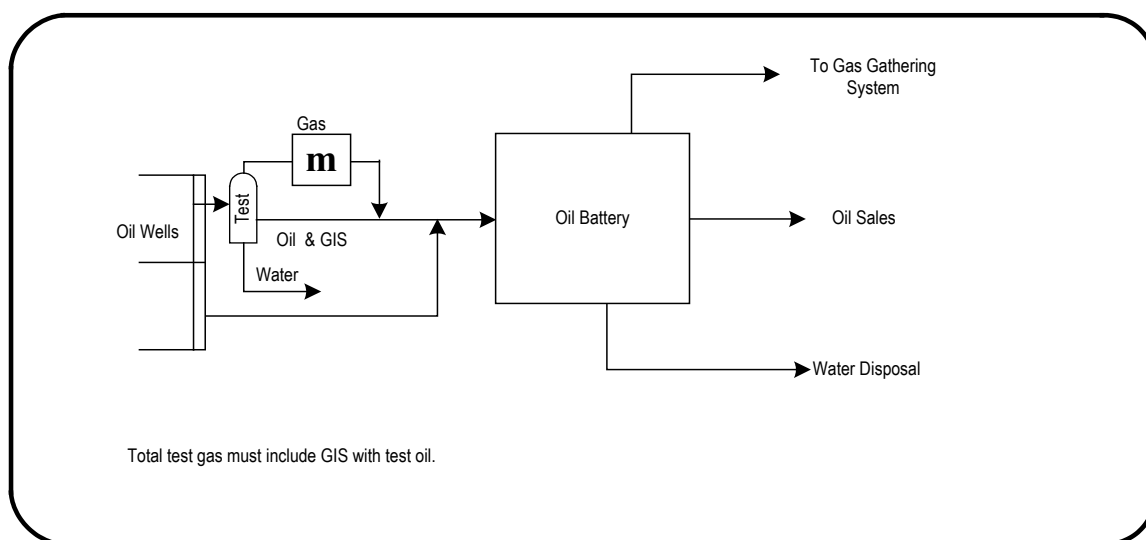 To Gas Gathering
System
Gas
m
Test
Oil Wells
Oil & GIS
Oil Battery
Oil Sales
Water
Water Disposal
Total test gas must include GIS with test oil.